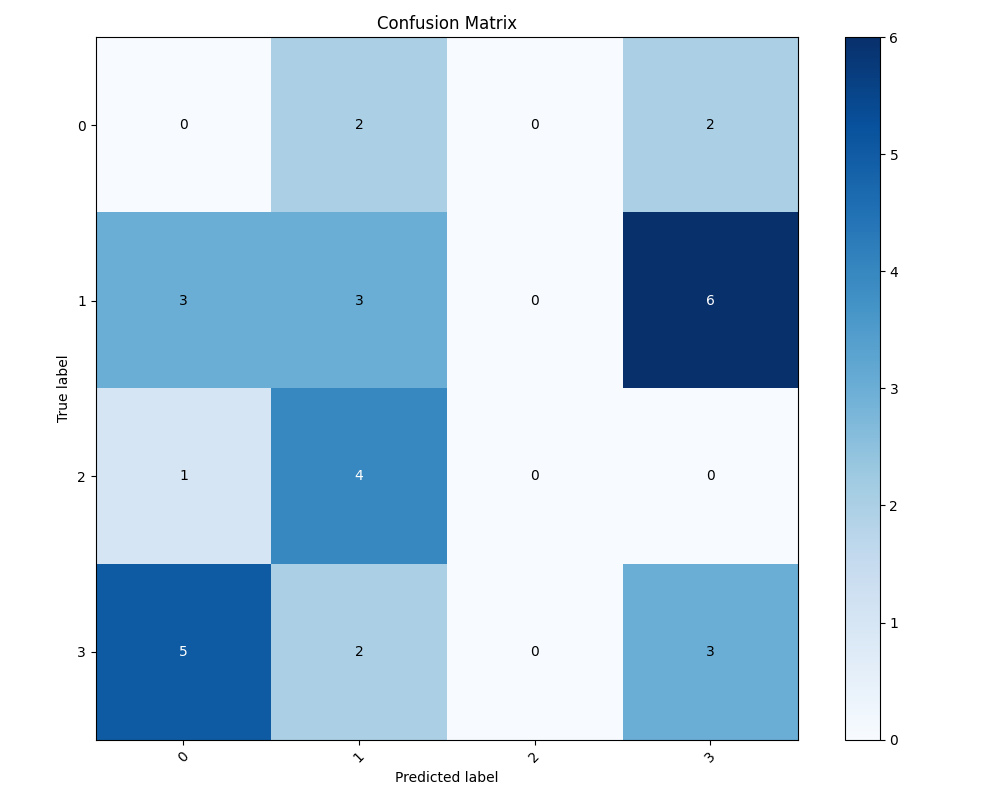 Confusion Matrix
0 0 2 0 2
1 3 3 0 6
2 1 4 0 0
3 5 2 0 3
0 1 2 3
True label
Predicted label
6
5
4
3
2
1
0